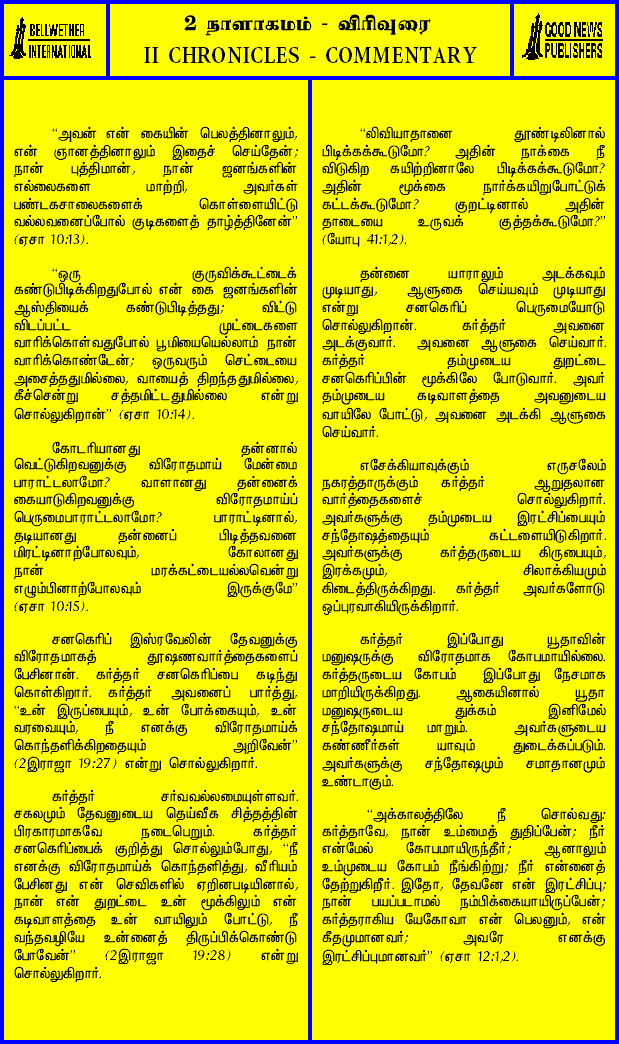 BELLWETHER
INTERNATIONAL
2 நாளாகமம் - விரிவுரை
II CHRONICLES - COMMENTARY
GOOD NEWS
PUBLISHERS
“அவன் என் கையின் பெலத்தினாலும்,
என் ஞானத்தினாலும் இதைச் செய்தேன்;
நான் புத்திமான், நான் ஜனங்களின்
எல்லைகளை மாற்றி, அவர்கள்
பண்டகசாலைகளைக் கொள்ளையிட்டு
வல்லவனைப்போல் குடிகளைத் தாழ்த்தினேன்”
(ஏசா 10:13).
“ஒரு குருவிக்கூட்டைக்
கண்டுபிடிக்கிறதுபோல் என் கை ஜனங்களின்
ஆஸ்தியைக் கண்டுபிடித்தது; விட்டு
விடப்பட்ட முட்டைகளை
வாரிக்கொள்வதுபோல் பூமியையெல்லாம் நான்
வாரிக்கொண்டேன்; ஒருவரும் செட்டையை
அசைத்ததுமில்லை, வாயைத் திறந்ததுமில்லை,
கீச்சென்று சத்தமிட்டதுமில்லை என்று
சொல்லுகிறான்” (ஏசா 10:14).
கோடரியானது தன்னால்
வெட்டுகிறவனுக்கு விரோதமாய் மேன்மை
பாராட்டலாமோ? வாளானது தன்னைக்
கையாடுகிறவனுக்கு விரோதமாய்ப்
பெருமைபாராட்டலாமோ? பாராட்டினால்,
தடியானது தன்னைப் பிடித்தவனை
மிரட்டினாற்போலவும், கோலானது
நான் மரக்கட்டையல்லவென்று
எழும்பினாற்போலவும் இருக்குமே”
(ஏசா 10:15).
சனகெரிப் இஸ்ரவேலின் தேவனுக்கு
விரோதமாகத் தூஷணவார்த்தைகளைப்
பேசினான். கர்த்தர் சனகெரிப்பை கடிந்து
கொள்கிறார். கர்த்தர் அவனைப் பார்த்து,
“உன் இருப்பையும், உன் போக்கையும், உன்
வரவையும், நீ எனக்கு விரோதமாய்க்
கொந்தளிக்கிறதையும் அறிவேன்”
(2இராஜா 19:27) என்று சொல்லுகிறார்.
கர்த்தர் சர்வவல்லமையுள்ளவர்.
சகலமும் தேவனுடைய தெய்வீக சித்தத்தின்
பிரகாரமாகவே நடைபெறும். கர்த்தர்
சனகெரிப்பைக் குறித்து சொல்லும்போது, “நீ
எனக்கு விரோதமாய்க் கொந்தளித்து, வீரியம்
பேசினது என் செவிகளில் ஏறினபடியினால்,
நான் என் துறட்டை உன் மூக்கிலும் என்
கடிவாளத்தை உன் வாயிலும் போட்டு, நீ
வந்தவழியே உன்னைத் திருப்பிக்கொண்டு
போவேன்” (2இராஜா 19:28) என்று
சொல்லுகிறார்.
“லிவியாதானை தூண்டிலினால்
பிடிக்கக்கூடுமோ? அதின் நாக்கை நீ
விடுகிற கயிற்றினாலே பிடிக்கக்கூடுமோ?
அதின் மூக்கை நார்க்கயிறுபோட்டுக்
கட்டக்கூடுமோ? குறட்டினால் அதின்
தாடையை உருவக் குத்தக்கூடுமோ?”
(யோபு 41:1,2).
தன்னை யாராலும் அடக்கவும்
முடியாது, ஆளுகை செய்யவும் முடியாது
என்று சனகெரிப் பெருமையோடு
சொல்லுகிறான். கர்த்தர் அவனை
அடக்குவார். அவனை ஆளுகை செய்வார்.
கர்த்தர் தம்முடைய துறட்டை
சனகெரிப்பின் மூக்கிலே போடுவார். அவர்
தம்முடைய கடிவாளத்தை அவனுடைய
வாயிலே போட்டு, அவனை அடக்கி ஆளுகை
செய்வார்.
எசேக்கியாவுக்கும் எருசலேம்
நகரத்தாருக்கும் கர்த்தர் ஆறுதலான
வார்த்தைகளைச் சொல்லுகிறார்.
அவர்களுக்கு தம்முடைய இரட்சிப்பையும்
சந்தோஷத்தையும் கட்டளையிடுகிறார்.
அவர்களுக்கு கர்த்தருடைய கிருபையும்,
இரக்கமும், சிலாக்கியமும்
கிடைத்திருக்கிறது. கர்த்தர் அவர்களோடு
ஒப்புரவாகியிருக்கிறார்.
கர்த்தர் இப்போது யூதாவின்
மனுஷருக்கு விரோதமாக கோபமாயில்லை.
கர்த்தருடைய கோபம் இப்போது நேசமாக
மாறியிருக்கிறது. ஆகையினால் யூதா
மனுஷருடைய துக்கம் இனிமேல்
சந்தோஷமாய் மாறும். அவர்களுடைய
கண்ணீர்கள் யாவும் துடைக்கப்படும்.
அவர்களுக்கு சந்தோஷமும் சமாதானமும்
உண்டாகும்.
“அக்காலத்திலே நீ சொல்வது:
கர்த்தாவே, நான் உம்மைத் துதிப்பேன்; நீர்
என்மேல் கோபமாயிருந்தீர்; ஆனாலும்
உம்முடைய கோபம் நீங்கிற்று; நீர் என்னைத்
தேற்றுகிறீர். இதோ, தேவனே என் இரட்சிப்பு;
நான் பயப்படாமல் நம்பிக்கையாயிருப்பேன்;
கர்த்தராகிய யேகோவா என் பெலனும், என்
கீதமுமானவர்; அவரே எனக்கு
இரட்சிப்புமானவர்” (ஏசா 12:1,2).